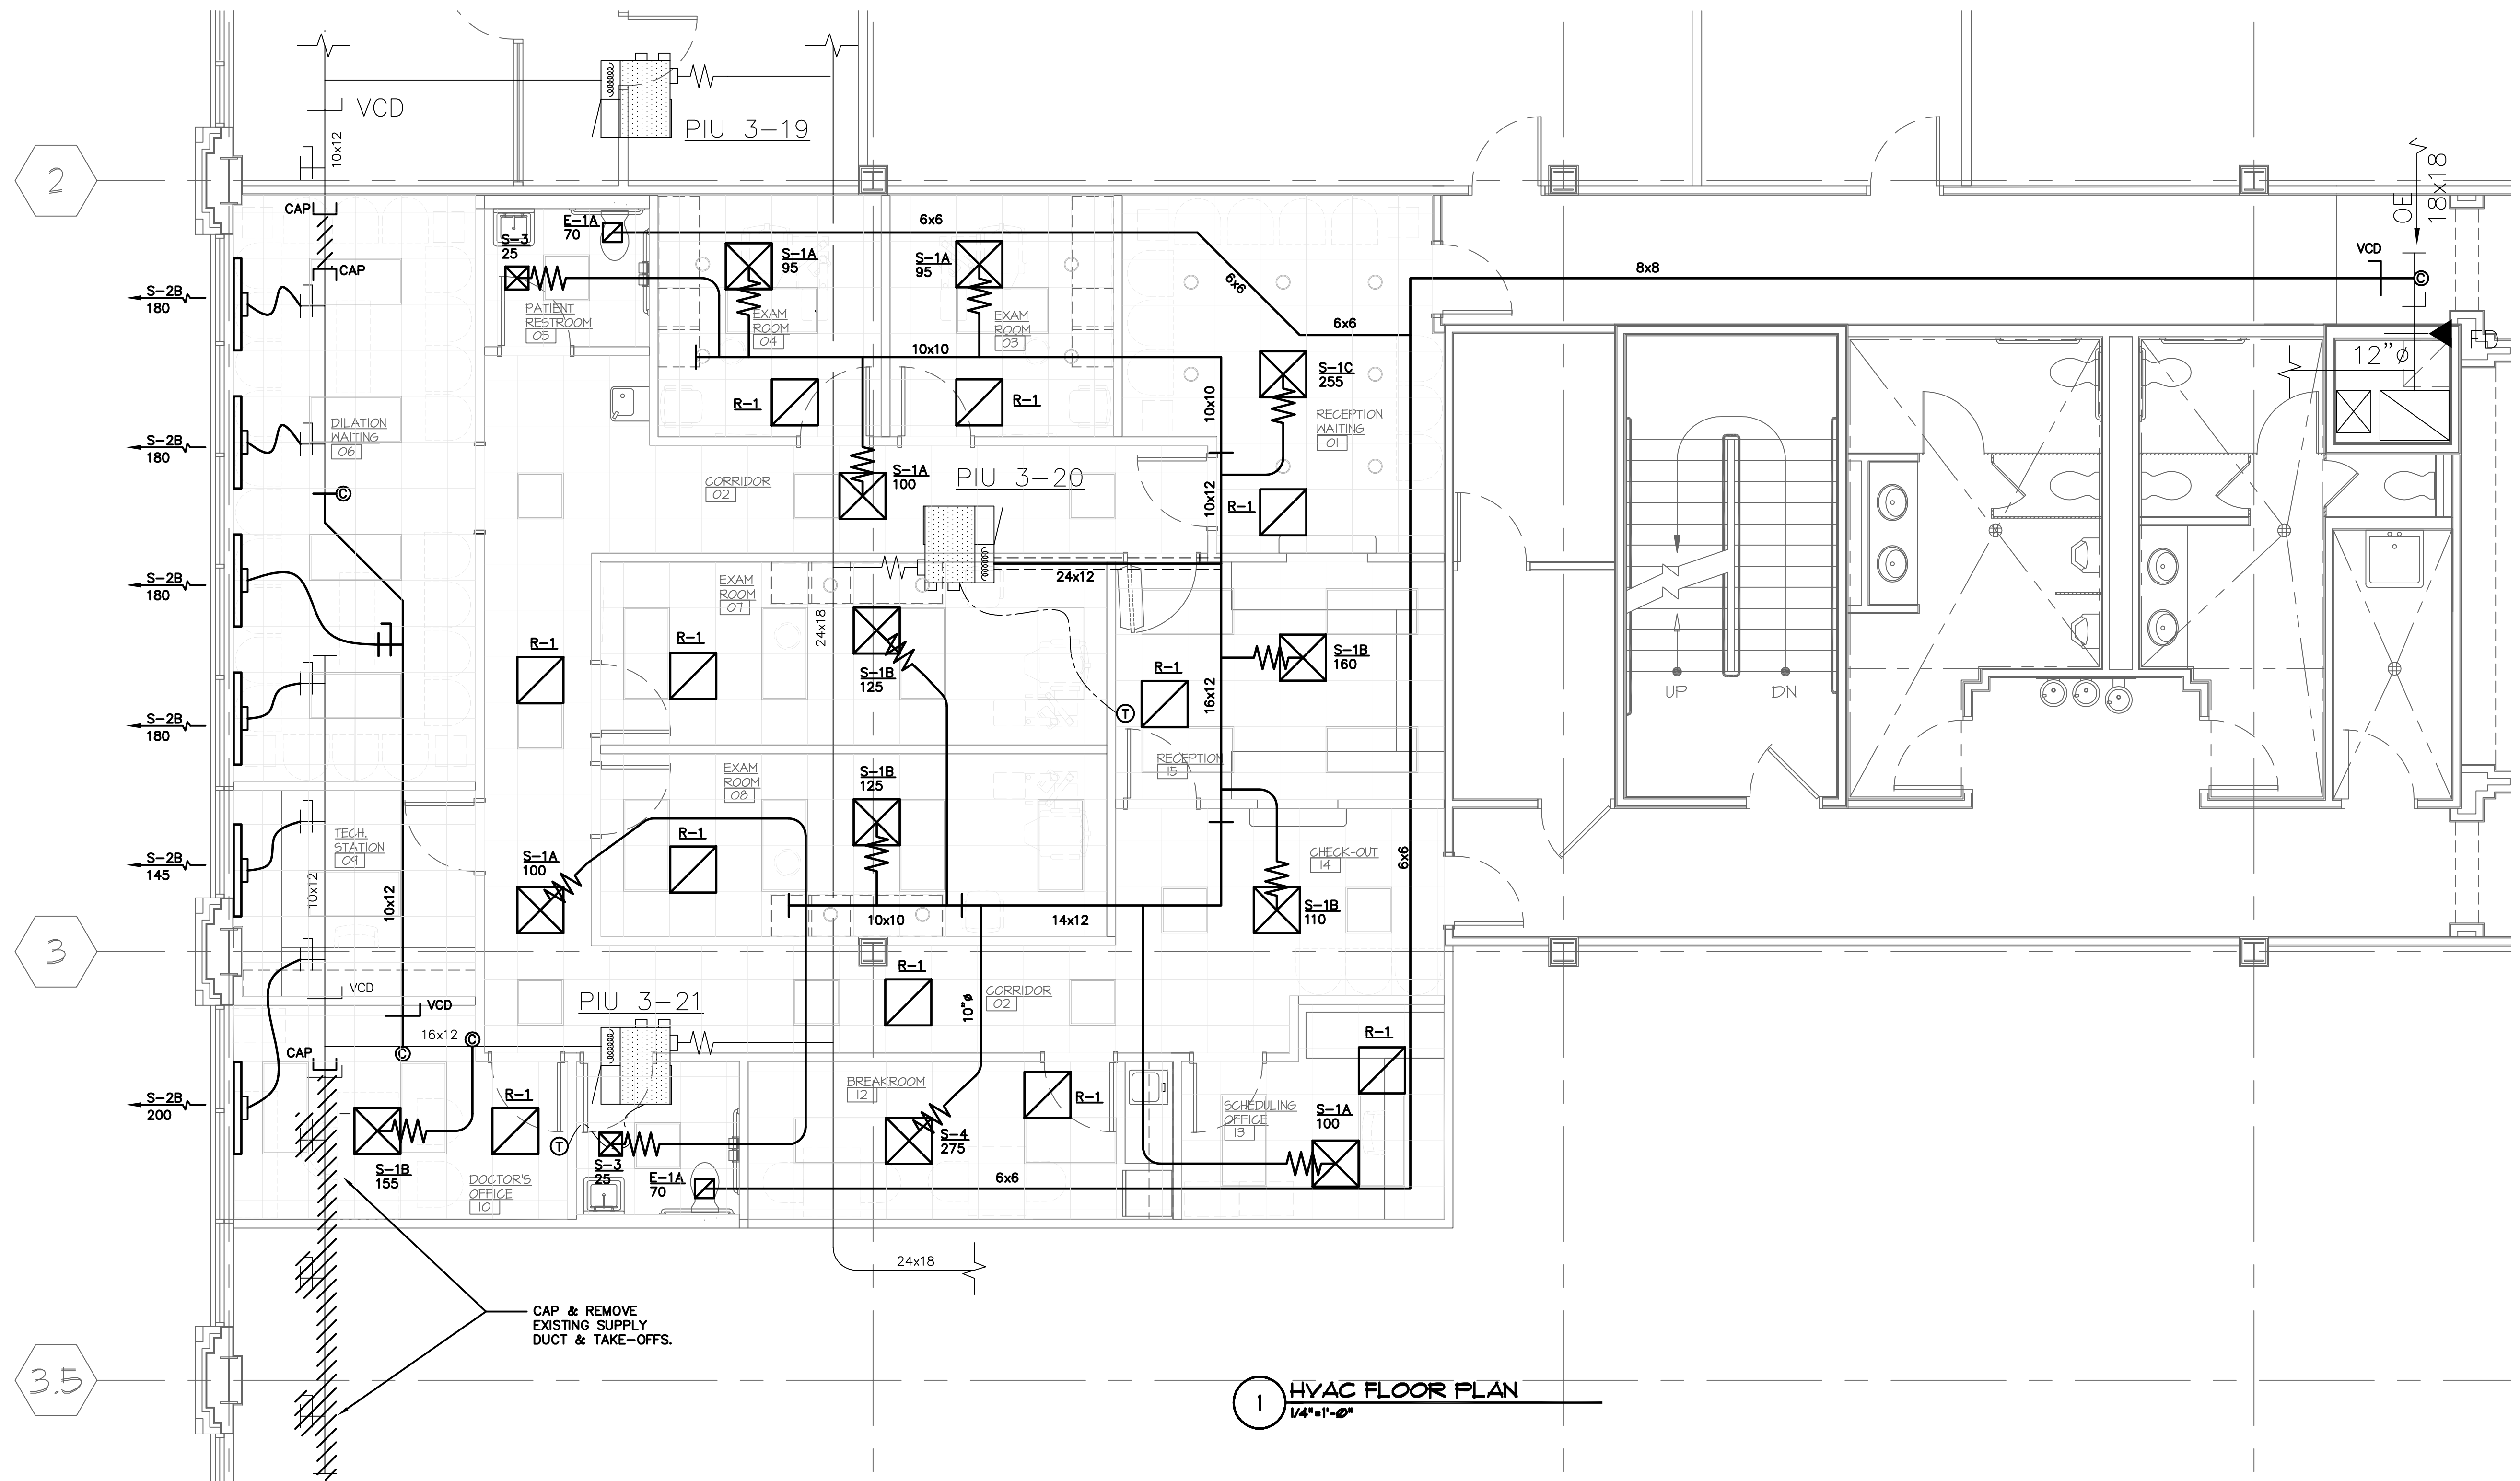 VCD
10x12
PIU 3-19
2
CAP
CAP
S-3
25
E-1A
70
6x6
S-1A
95
S-1A
95
6x6
6x6
8x8
VCD
OE
18x18
C
FD
12"ø
S-2B
180
PATIENT
RESTROOM
05
EXAM
ROOM
04
EXAM
ROOM
03
10x10
R-1
R-1
10x10
S-1C
255
RECEPTION
WAITING
01
S-2B
180
DILATION
WAITING
06
C
CORRIDOR
02
S-1A
100
PIU 3-20
10x12
R-1
S-2B
180
EXAM
ROOM
07
24x18
24x12
R-1
R-1
S-1B
125
R-1
T
16x12
S-1B
160
UP
DN
S-2B
180
RECEPTION
15
EXAM
ROOM
08
S-1B
125
TECH.
STATION
09
S-2B
145
10x12
10x12
S-1A
100
R-1
CHECK-OUT
14
6x6
S-1B
110
10x10
14x12
3
R-1
10"ø
CORRIDOR
02
VCD
VCD
PIU 3-21
16x12
C
C
CAP
R-1
S-2B
200
R-1
T
BREAKROOM
12
R-1
SCHEDULING
OFFICE
13
S-1A
100
S-4
275
S-1B
155
DOCTOR'S
OFFICE
10
S-3
25
E-1A
70
6x6
24x18
CAP & REMOVE
EXISTING SUPPLY
DUCT & TAKE-OFFS.
3.5
1
HVAC FLOOR PLAN
1/4"=1'-0"